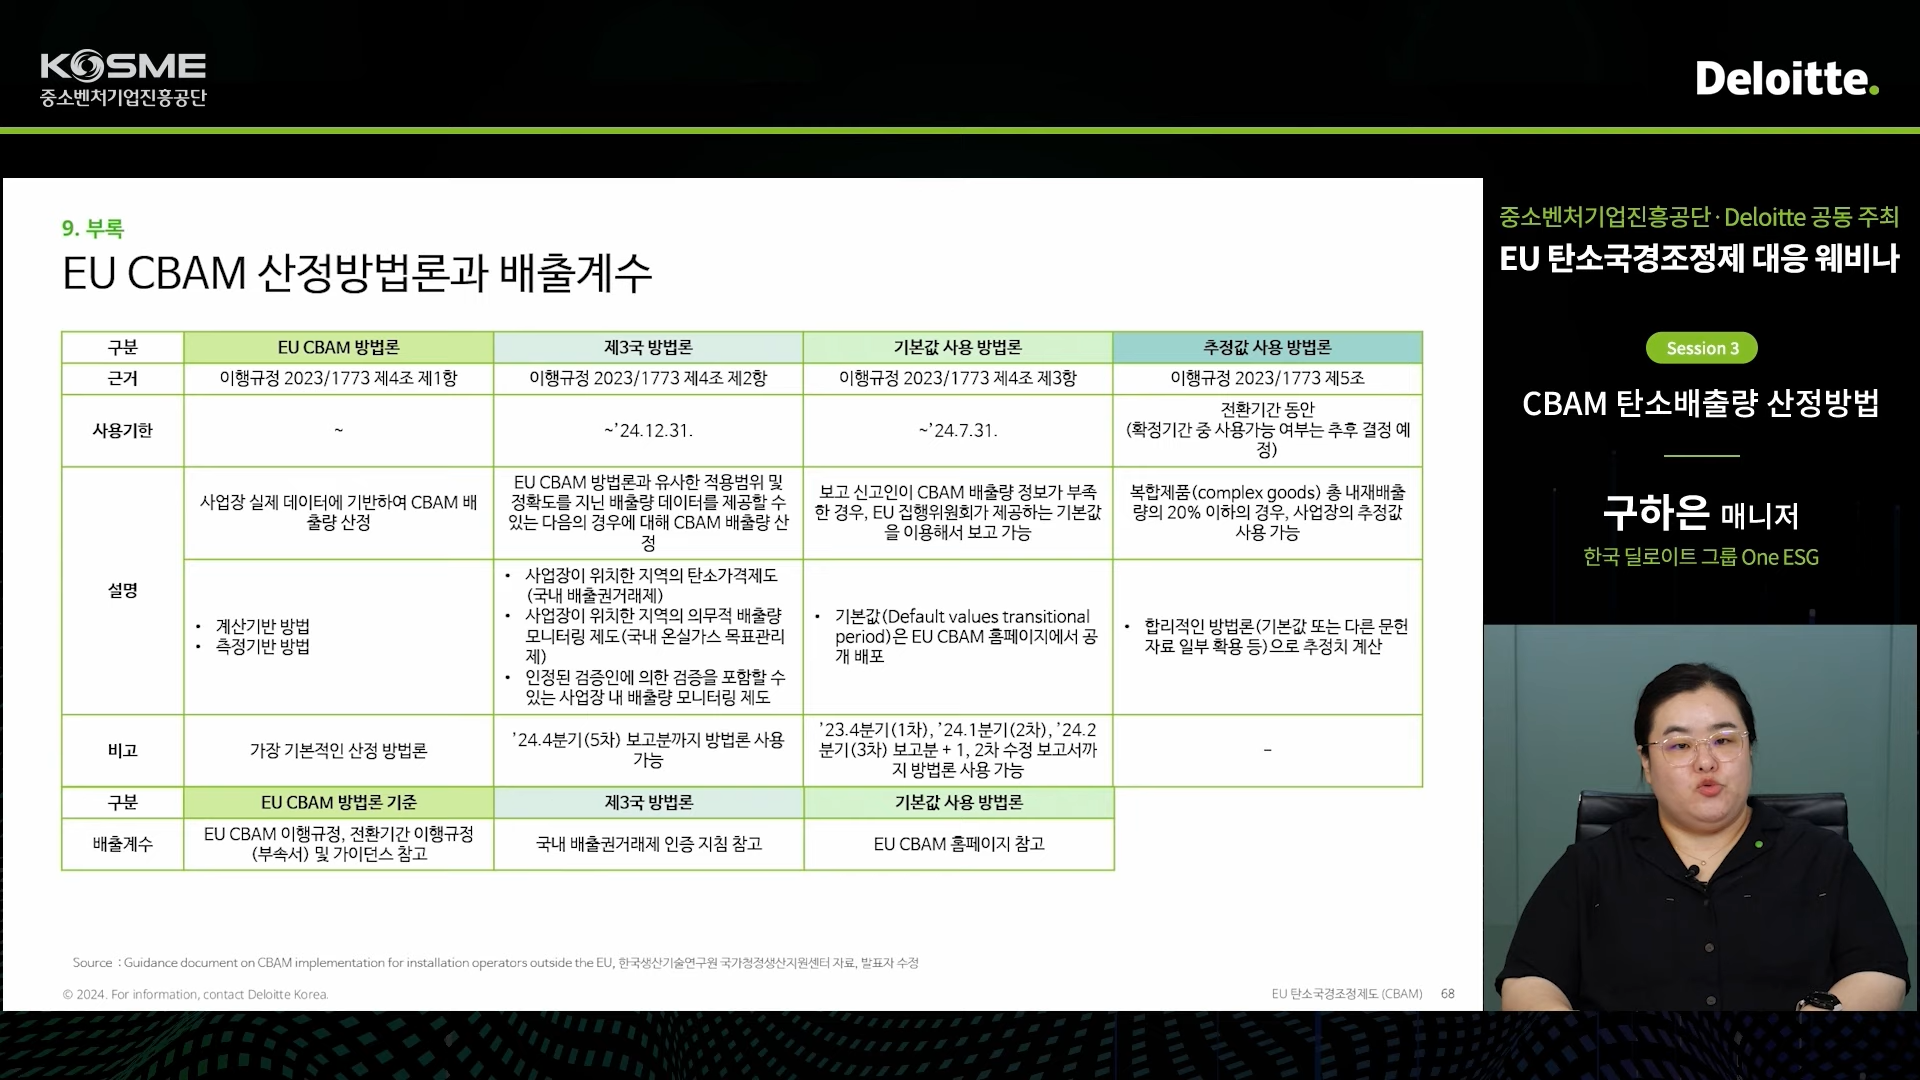 KOSME
중소벤처기업진흥공단
Deloitte.
9. 부록
EU CBAM 산정방법론과 배출계수
구분
EU CBAM 방법론
제3국 방법론
기본값 사용 방법론
추정값 사용 방법론
근거
이행규정 2023/1773 제4조 제1항
이행규정 2023/1773 제4조 제2항
이행규정 2023/1773 제4조 제3항
이행규정 2023/1773 제5조
사용기한
~
~’24.12.31.
~’24.7.31.
전환기간 동안
(확정기간 중 사용가능 여부는 추후 결정 예
정)
설명
사업장 실제 데이터에 기반하여 CBAM 배
출량 산정
EU CBAM 방법론과 유사한 적용범위 및
정확도를 지닌 배출량 데이터를 제공할 수
있는 다음의 경우에 대해 CBAM 배출량 산
정
보고 신고인이 CBAM 배출량 정보가 부족
한 경우, EU 집행위원회가 제공하는 기본값
을 이용해서 보고 가능
복합제품(complex goods) 총 내재배출
량의 20% 이하의 경우, 사업장의 추정값
사용 가능
• 계산기반 방법
• 측정기반 방법
• 사업장이 위치한 지역의 탄소가격제도
(국내 배출권거래제)
• 사업장이 위치한 지역의 의무적 배출량
모니터링 제도(국내 온실가스 목표관리
제)
• 인정된 검증인에 의한 검증을 포함할 수
있는 사업장 내 배출량 모니터링 제도
• 기본값(Default values transitional
period)은 EU CBAM 홈페이지에서 공
개 배포
• 합리적인 방법론(기본값 또는 다른 문헌
자료 일부 확용 등)으로 추정치 계산
비고
가장 기본적인 산정 방법론
’24.4분기(5차) 보고분까지 방법론 사용
가능
’23.4분기(1차), ’24.1분기(2차), ’24.2
분기(3차) 보고분 + 1, 2차 수정 보고서까
지 방법론 사용 가능
–
구분
EU CBAM 방법론 기준
제3국 방법론
기본값 사용 방법론
배출계수
EU CBAM 이행규정, 전환기간 이행규정
(부속서) 및 가이던스 참고
국내 배출권거래제 인증 지침 참고
EU CBAM 홈페이지 참고
Source : Guidance document on CBAM implementation for installation operators outside the EU, 한국생산기술연구원 국가청정생산지원센터 자료, 발표자 수정
© 2024. For information, contact Deloitte Korea.
EU 탄소국경조정제도 (CBAM) 68
중소벤처기업진흥공단 · Deloitte 공동 주최
EU 탄소국경조정제 대응 웨비나
Session 3
CBAM 탄소배출량 산정방법
구하은 매니저
한국 딜로이트 그룹 One ESG